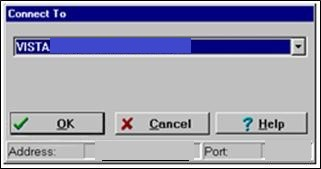 Connect To
VISTA
OK Cancel ? Help
Address: Port: